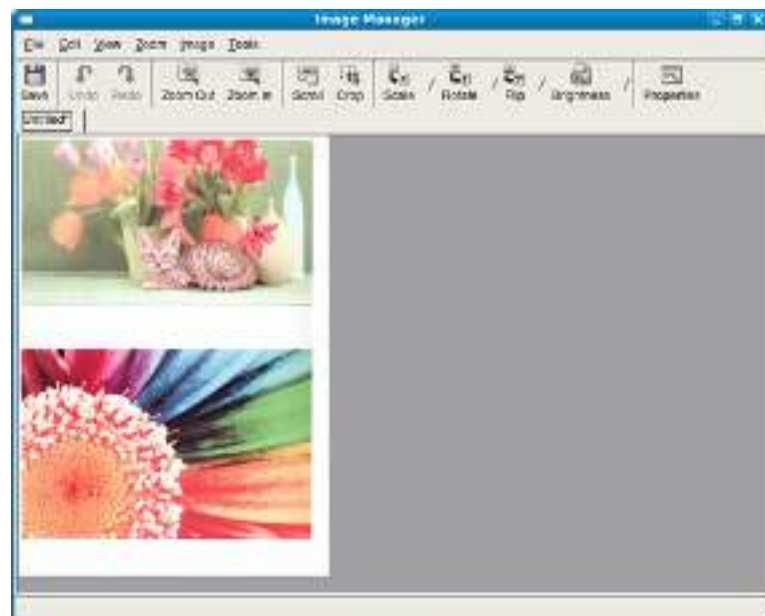 Image Manager
File Edit View Zoom Image Tools
Save Undo Redo Zoom Out Zoom In Scroll Crop Scale / Rotate / Flip / Brightness / Properties
Untitled*